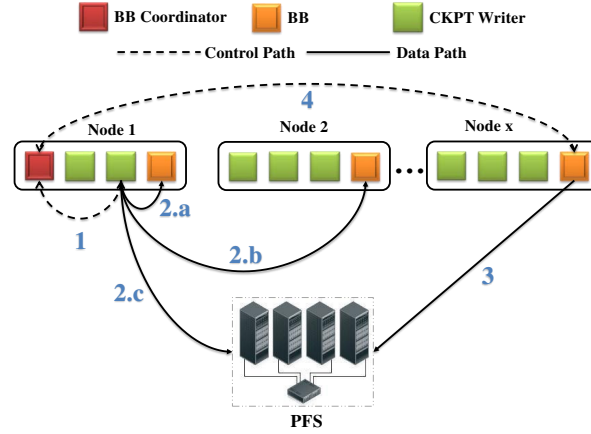 BB Coordinator BB CKPT Writer
Control Path Data Path
4
Node 1 Node 2 Node x
1
2.a
2.b
2.c
3
PFS